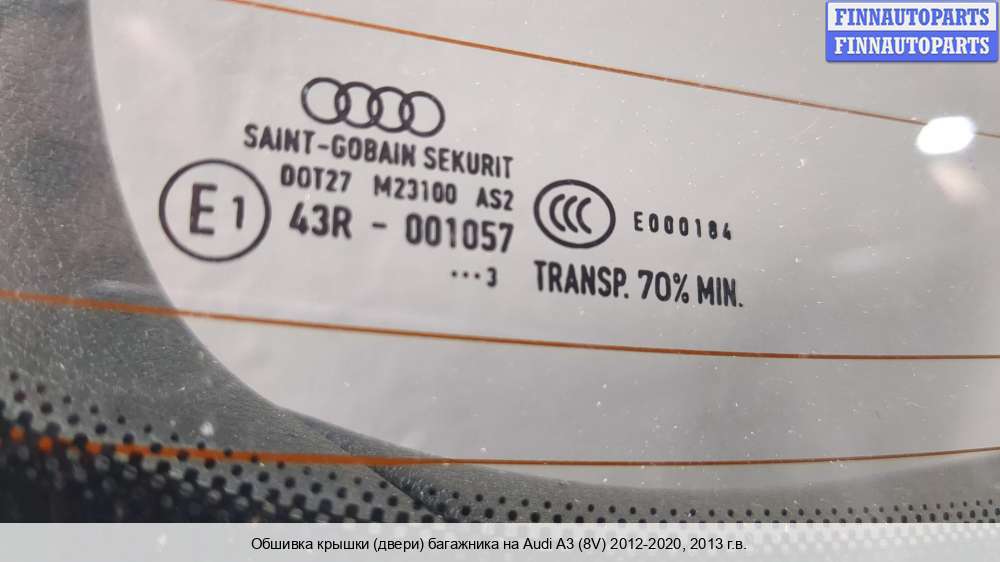 FINNAUTOPARTS
FINNAUTOPARTS
SAINT-GOBAIN SEKURIT
DOT27 M23100 AS2
E1 43R - 001057
CCC E000184
...3
TRANSP. 70% MIN.
Обшивка крышки (двери) багажника на Audi A3 (8V) 2012-2020, 2013 г.в.